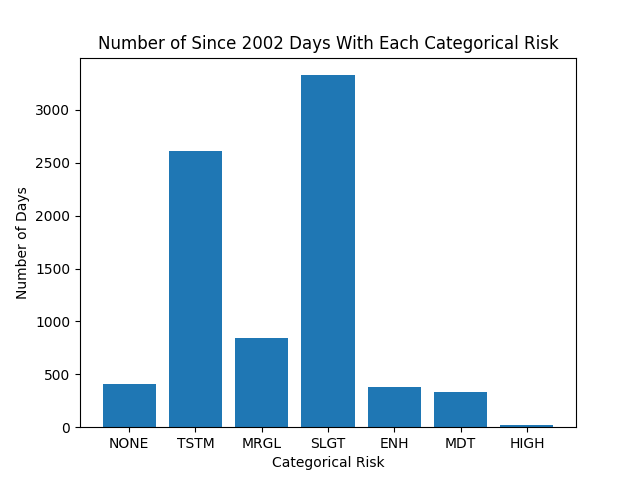 Number of Since 2002 Days With Each Categorical Risk
Number of Days
3000
2500
2000
1500
1000
500
0
NONE TSTM MRGL SLGT ENH MDT HIGH
Categorical Risk